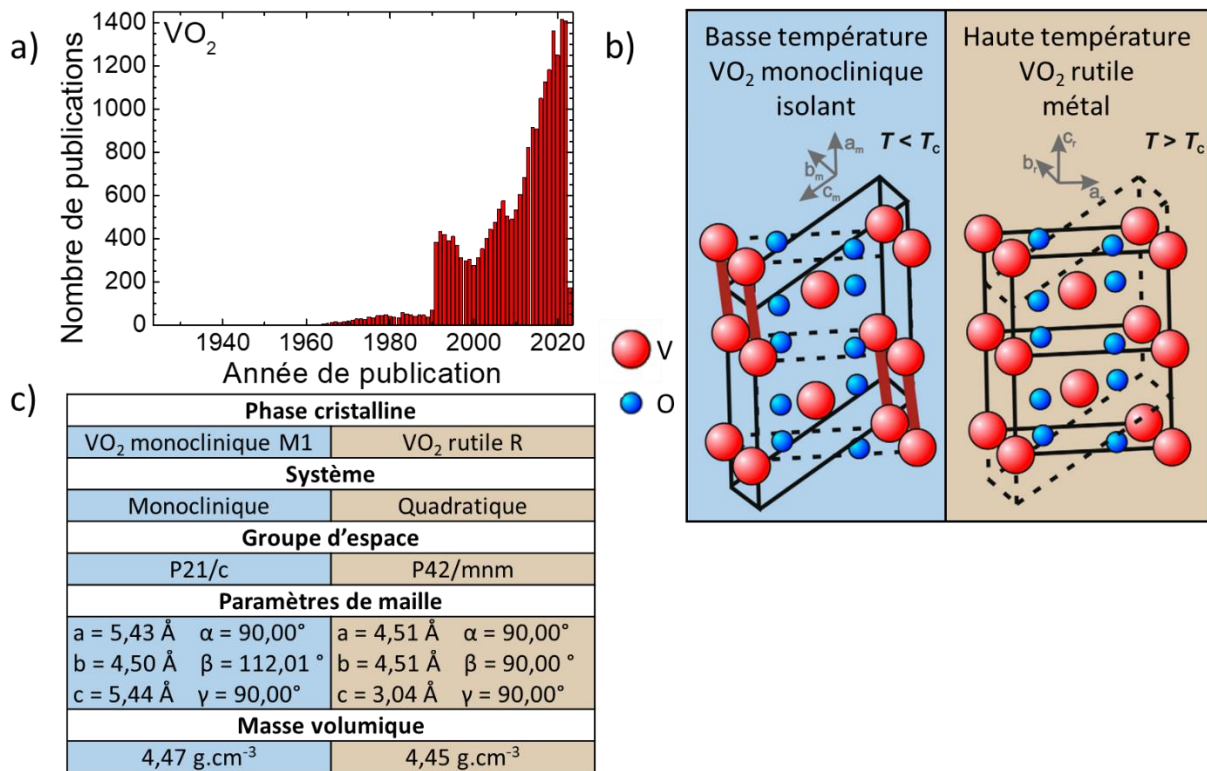 a)
VO₂
1400
1200
1000
800
600
400
200
0
Nombre de publications
1940 1960 1980 2000 2020
Année de publication
b)
Basse température
VO₂ monoclinique
isolant
T < Tc
aₘ
bₘ
cₘ
Haute température
VO₂ rutile
métal
T > Tc
cᵣ
bᵣ
aᵣ
V
O
c)
Phase cristalline
VO₂ monoclinique M1 VO₂ rutile R
Système
Monoclinique Quadratique
Groupe d'espace
P21/c P42/mnm
Paramètres de maille
a = 5,43 Å α = 90,00° a = 4,51 Å α = 90,00°
b = 4,50 Å β = 112,01 ° b = 4,51 Å β = 90,00 °
c = 5,44 Å γ = 90,00° c = 3,04 Å γ = 90,00°
Masse volumique
4,47 g.cm⁻³ 4,45 g.cm⁻³